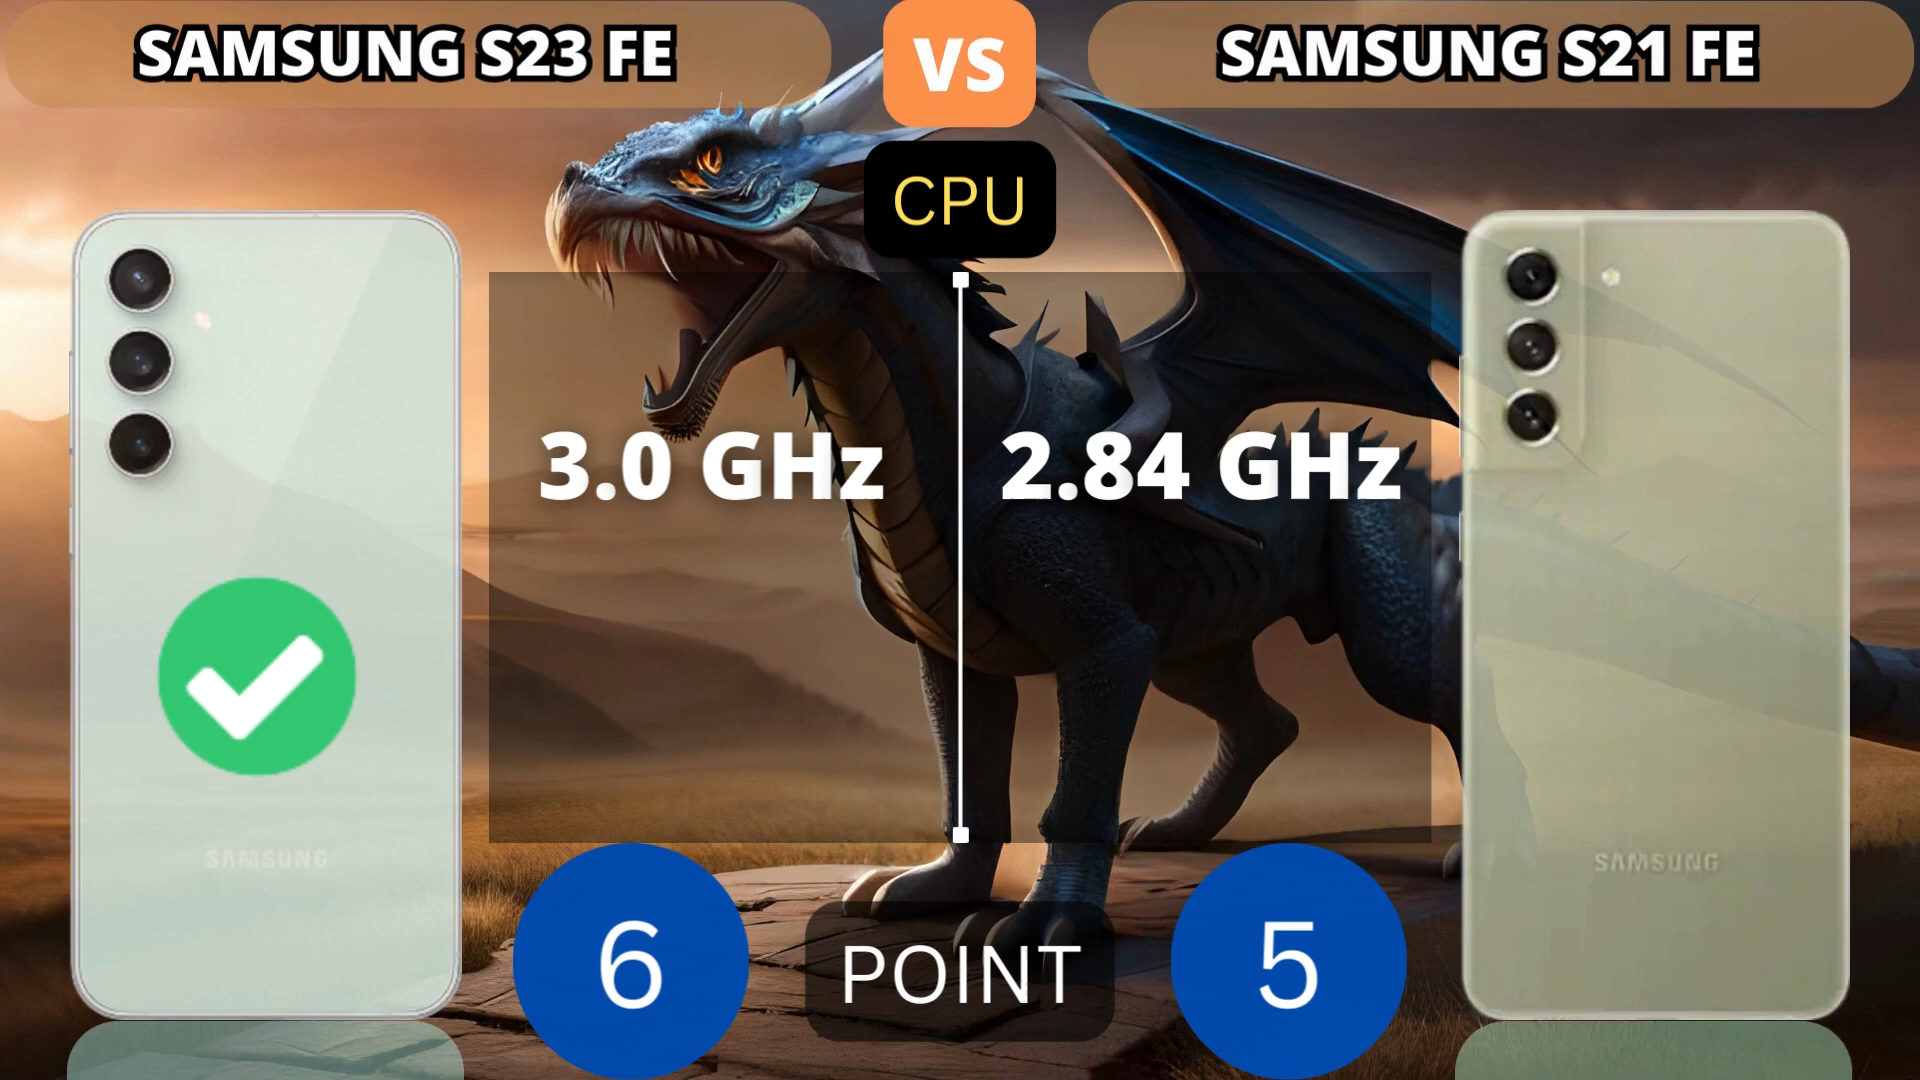 SAMSUNG S23 FE
VS
SAMSUNG S21 FE
CPU
3.0 GHz
2.84 GHz
SAMSUNG
SAMSUNG
6
POINT
5